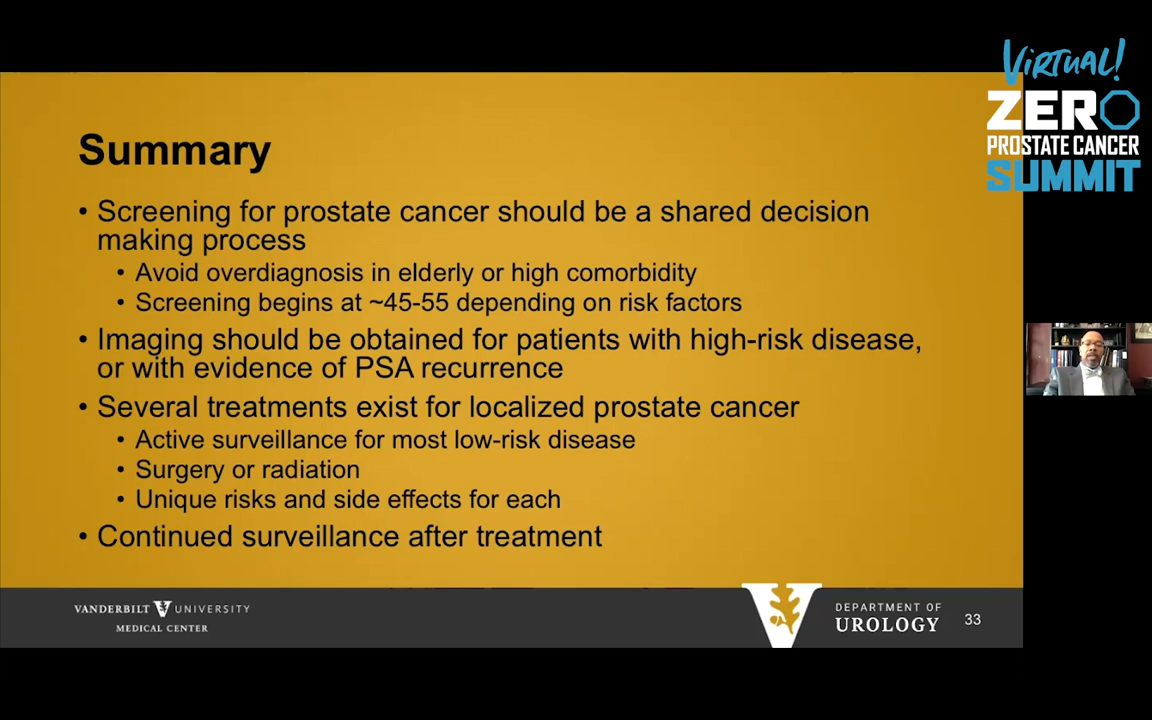 Virtual!
ZERO
PROSTATE CANCER
SUMMIT
Summary
• Screening for prostate cancer should be a shared decision
making process
• Avoid overdiagnosis in elderly or high comorbidity
• Screening begins at ~45-55 depending on risk factors
• Imaging should be obtained for patients with high-risk disease,
or with evidence of PSA recurrence
• Several treatments exist for localized prostate cancer
• Active surveillance for most low-risk disease
• Surgery or radiation
• Unique risks and side effects for each
• Continued surveillance after treatment
VANDERBILT V UNIVERSITY
MEDICAL CENTER
V
DEPARTMENT OF
UROLOGY
33